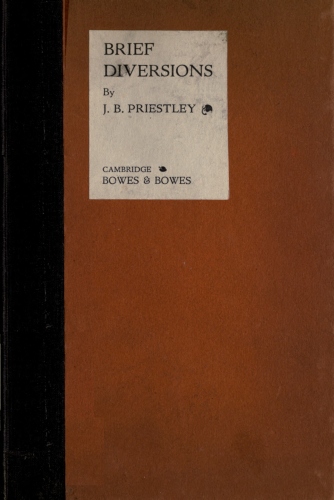 BRIEF
DIVERSIONS
By
J. B. PRIESTLEY
CAMBRIDGE
BOWES & BOWES